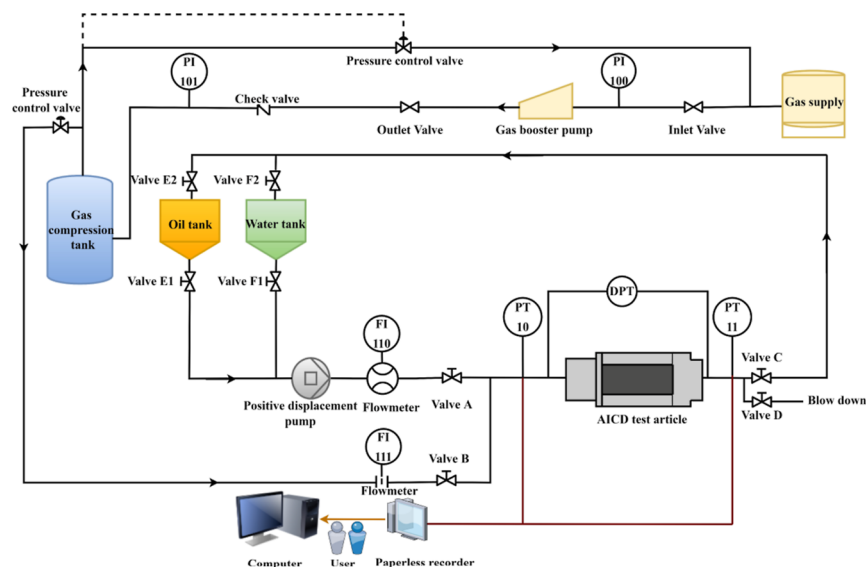 Pressure control valve
PI
101
PI
100
Pressure
control valve
Check valve
Outlet Valve
Gas booster pump
Inlet Valve
Gas supply
Valve E2
Valve F2
Gas
compression
tank
Oil tank
Water tank
Valve E1
Valve F1
DPT
PT
10
PT
11
FI
110
Valve C
Positive displacement
pump
Flowmeter
Valve A
AICD test article
Valve D
Blow down
FI
111
Valve B
Flowmeter
Computer
User
Paperless recorder